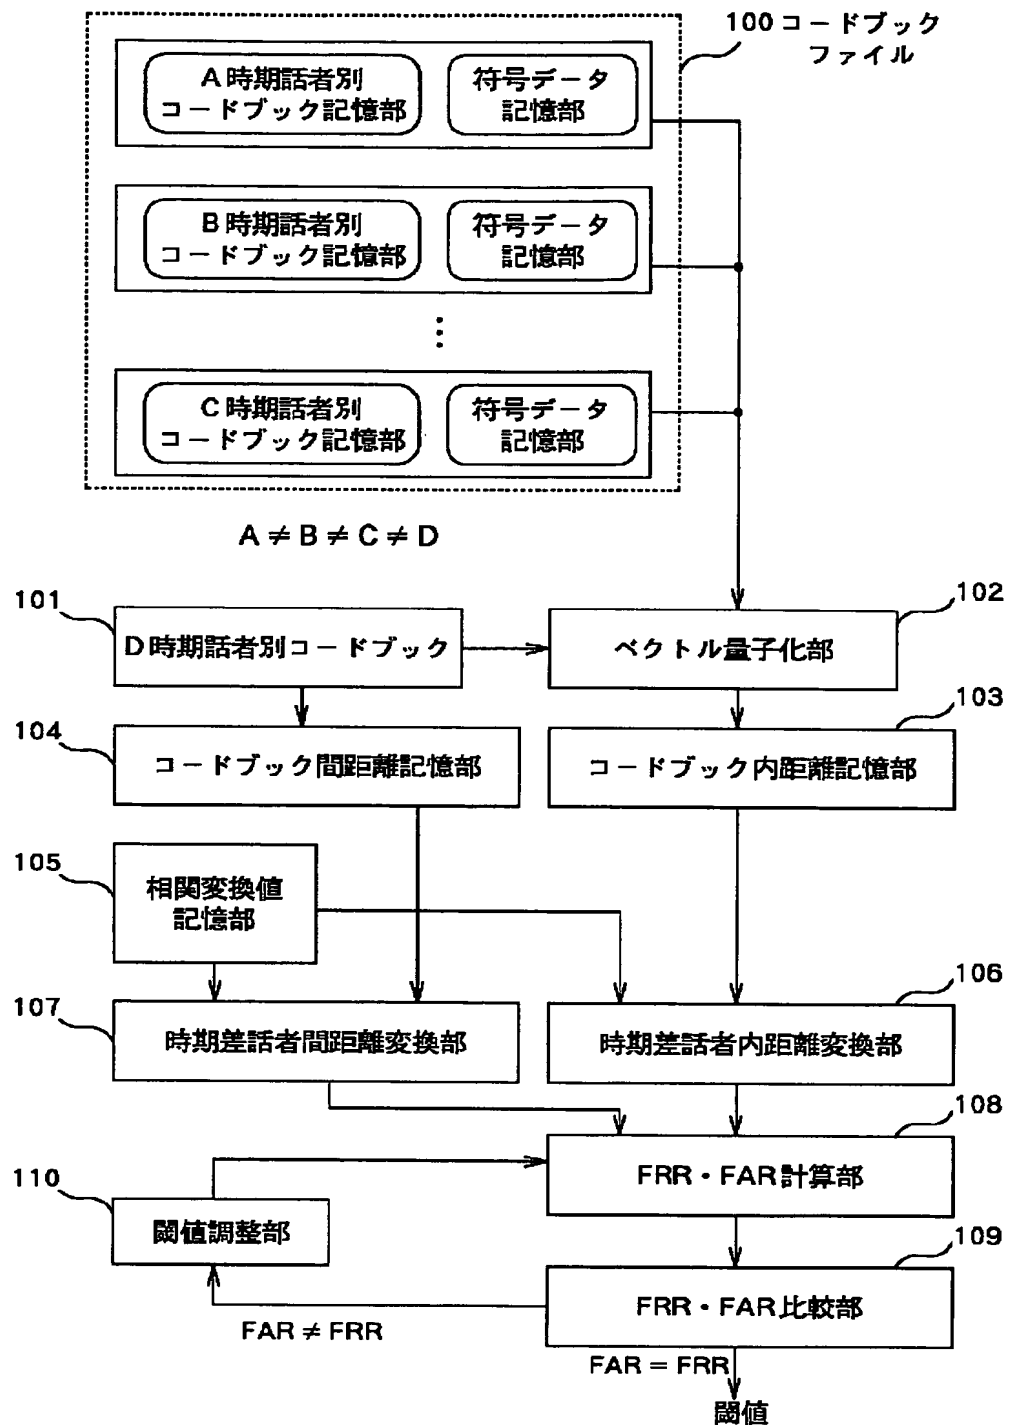 100 コードブック
ファイル
A 時期話者別
コードブック記憶部
符号データ
記憶部
B 時期話者別
コードブック記憶部
符号データ
記憶部
⋮
C 時期話者別
コードブック記憶部
符号データ
記憶部
A ≠ B ≠ C ≠ D
101
D 時期話者別コードブック
102
ベクトル量子化部
104
コードブック間距離記憶部
103
コードブック内距離記憶部
105
相関変換値
記憶部
107
時期差話者間距離変換部
106
時期差話者内距離変換部
108
FRR・FAR計算部
110
閾値調整部
109
FRR・FAR比較部
FAR ≠ FRR
FAR = FRR
閾値